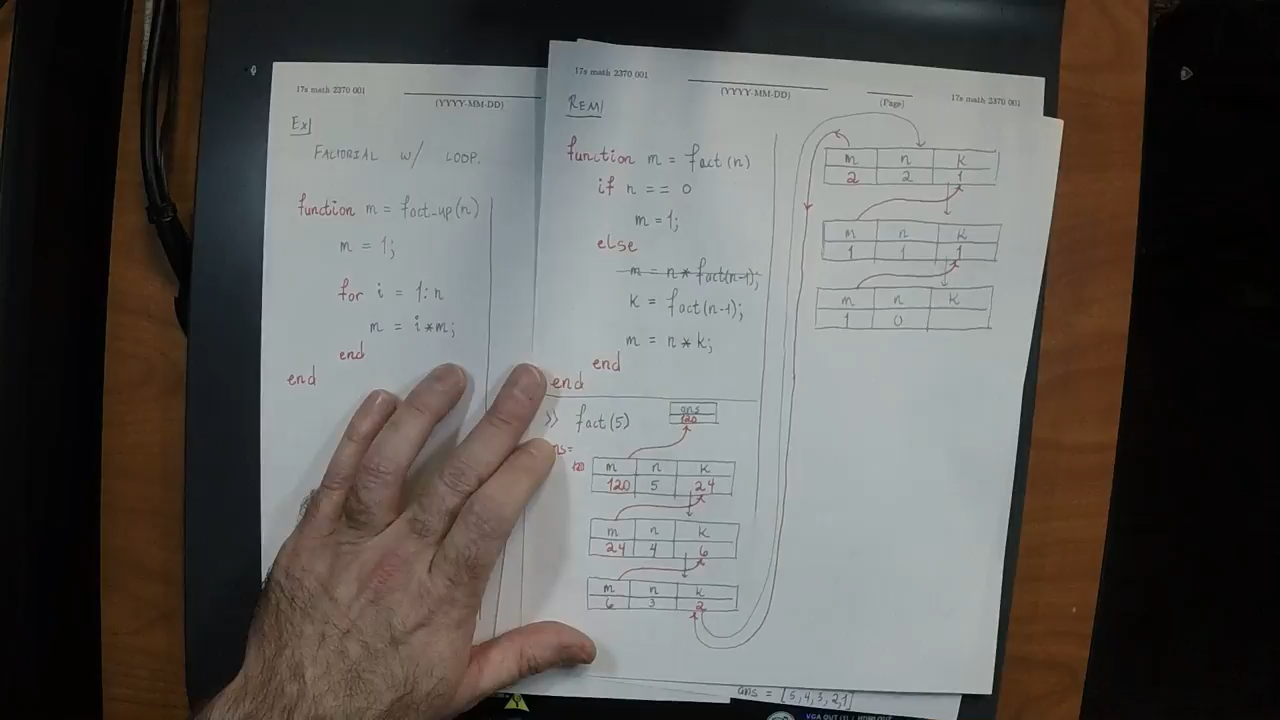 17s math 2370 001
(YYYY-MM-DD)
Ex
FACTORIAL W/ LOOP.
function m = fact_up(n)
m = 1;
for i = 1:n
m = i*m;
end
end
17s math 2370 001
(YYYY-MM-DD)
(Page)
17s math 2370 001
REM
function m = fact(n)
if n == 0
m = 1;
else
m = n * fact(n-1);
k = fact(n-1);
m = n * k;
end
end
>> fact(5)
ns=
120
ans
120
m n k
120 5 24
m n k
24 4 6
m n k
6 3 2
m n k
2 2 1
m n k
1 1 1
m n k
1 0
ans = [5,4,3,2,1]